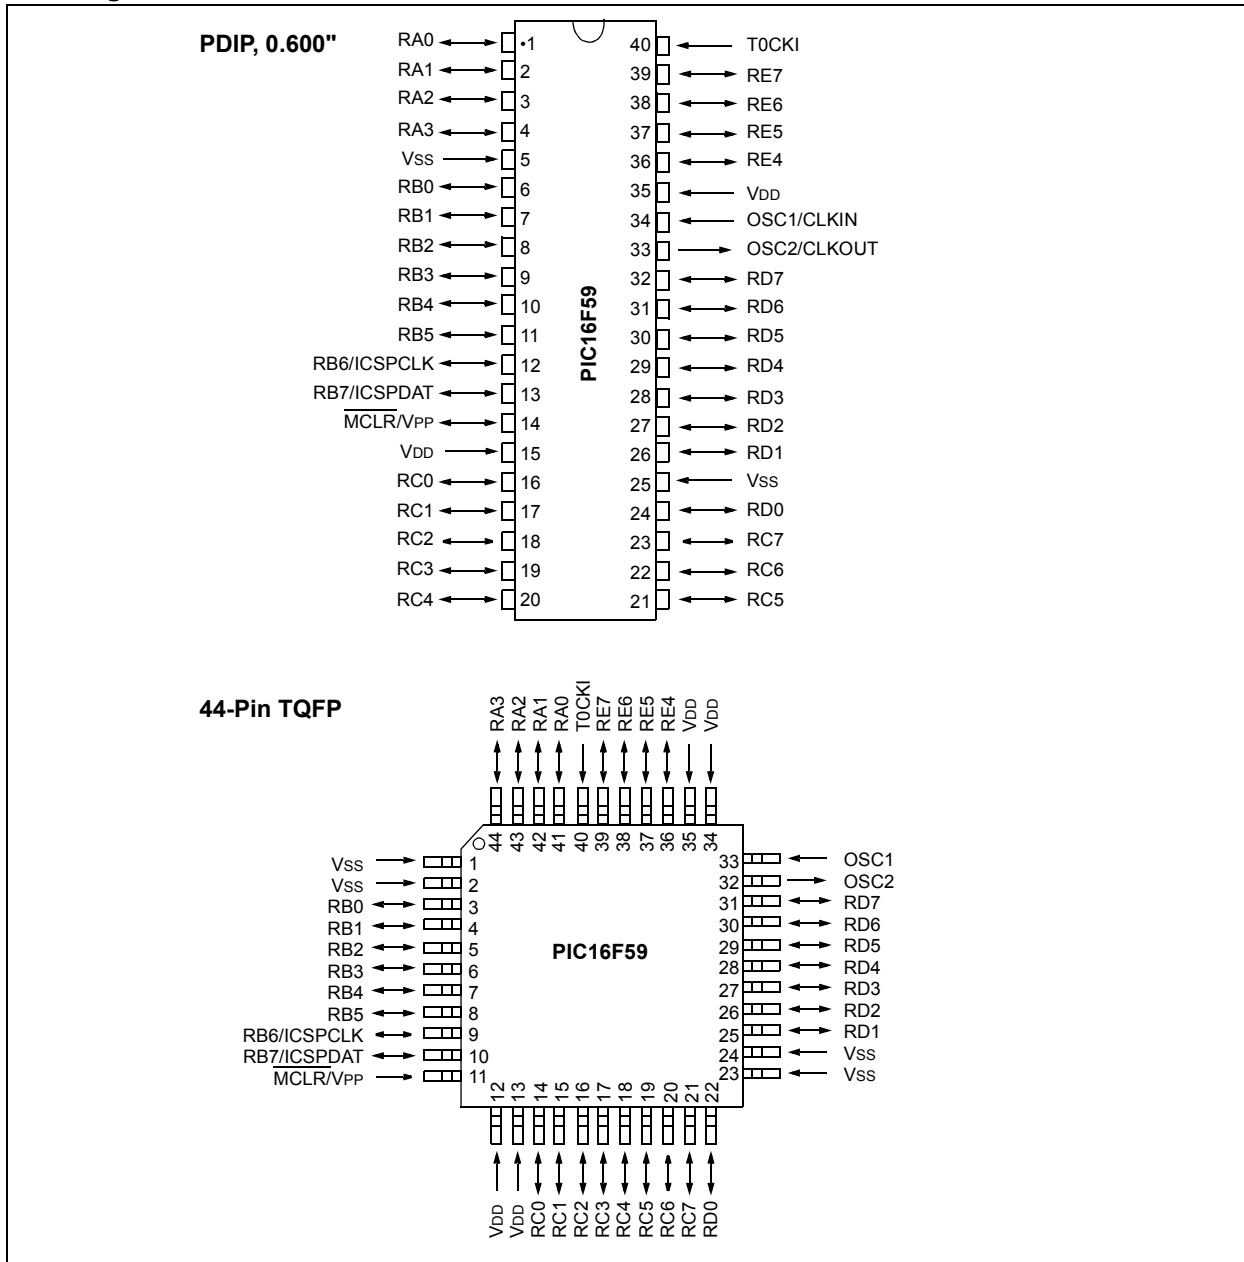 PDIP, 0.600"
RA0 •1 40 T0CKI
RA1 2 39 RE7
RA2 3 38 RE6
RA3 4 37 RE5
VSS 5 36 RE4
RB0 6 35 VDD
RB1 7 34 OSC1/CLKIN
RB2 8 33 OSC2/CLKOUT
RB3 9 32 RD7
RB4 10 31 RD6
RB5 11 30 RD5
RB6/ICSPCLK 12 29 RD4
RB7/ICSPDAT 13 28 RD3
MCLR/VPP 14 27 RD2
VDD 15 26 RD1
RC0 16 25 VSS
RC1 17 24 RD0
RC2 18 23 RC7
RC3 19 22 RC6
RC4 20 21 RC5
PIC16F59
44-Pin TQFP
RA3 RA2 RA1 RA0 T0CKI RE7 RE6 RE5 RE4 VDD VDD
44 43 42 41 40 39 38 37 36 35 34
VSS 1 33 OSC1
VSS 2 32 OSC2
RB0 3 31 RD7
RB1 4 30 RD6
RB2 5 29 RD5
RB3 6 28 RD4
RB4 7 27 RD3
RB5 8 26 RD2
RB6/ICSPCLK 9 25 RD1
RB7/ICSPDAT 10 24 VSS
MCLR/VPP 11 23 VSS
PIC16F59
12 13 14 15 16 17 18 19 20 21 22
VDD VDD RC0 RC1 RC2 RC3 RC4 RC5 RC6 RC7 RD0